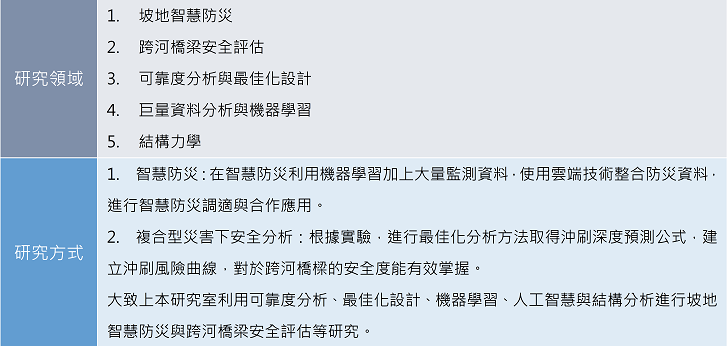 研究領域
1. 坡地智慧防災
2. 跨河橋梁安全評估
3. 可靠度分析與最佳化設計
4. 巨量資料分析與機器學習
5. 結構力學
研究方式
1. 智慧防災：在智慧防災利用機器學習加上大量監測資料，使用雲端技術整合防災資料，
進行智慧防災調適與合作應用。
2. 複合型災害下安全分析：根據實驗，進行最佳化分析方法取得沖刷深度預測公式，建
立沖刷風險曲線，對於跨河橋樑的安全度能有效掌握。
大致上本研究室利用可靠度分析、最佳化設計、機器學習、人工智慧與結構分析進行坡地
智慧防災與跨河橋梁安全評估等研究。